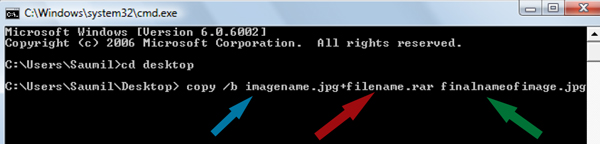 C:\Windows\system32\cmd.exe
Microsoft Windows [Version 6.0.6002]
Copyright (c) 2006 Microsoft Corporation.  All rights reserved.
C:\Users\Saumil>cd desktop
C:\Users\Saumil\Desktop> copy /b imagename.jpg+filename.rar finalnameofimage.jpg